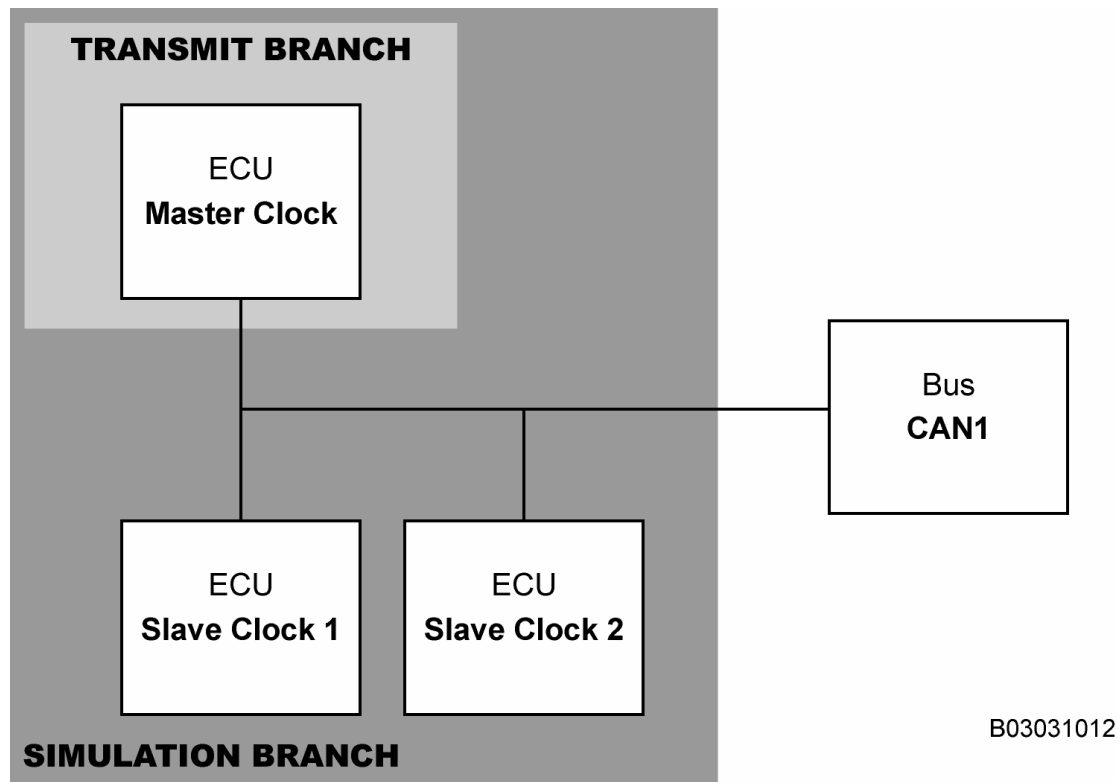 TRANSMIT BRANCH
ECU
Master Clock
Bus
CAN1
ECU
Slave Clock 1
ECU
Slave Clock 2
B03031012
SIMULATION BRANCH